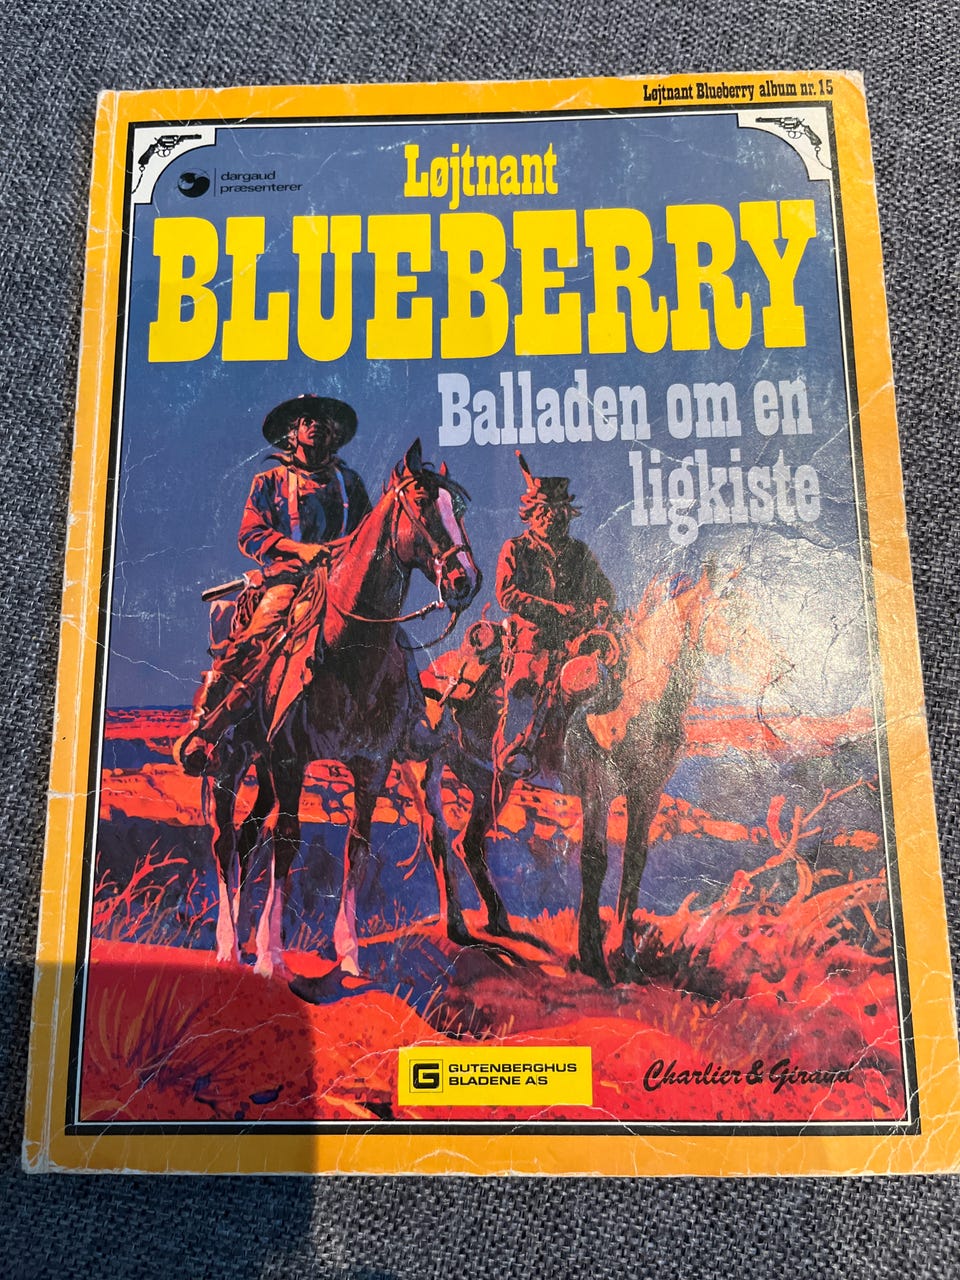 Løjtnant Blueberry album nr. 15
dargaud
præsenterer
Løjtnant
BLUEBERRY
Balladen om en
ligkiste
G GUTENBERGHUS
BLADENE A/S
Charlier & Giraud